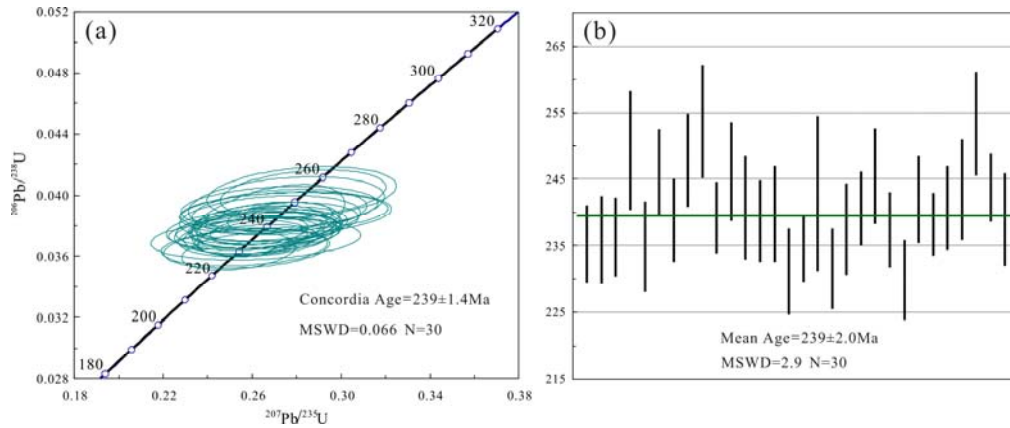 (a)
0.052
0.048
0.044
0.040
0.036
0.032
0.028
²⁰⁶Pb/²³⁸U
320
300
280
260
240
220
200
180
Concordia Age=239±1.4Ma
MSWD=0.066 N=30
0.18 0.22 0.26 0.30 0.34 0.38
²⁰⁷Pb/²³⁵U
(b)
265
255
245
235
225
215
Mean Age=239±2.0Ma
MSWD=2.9 N=30